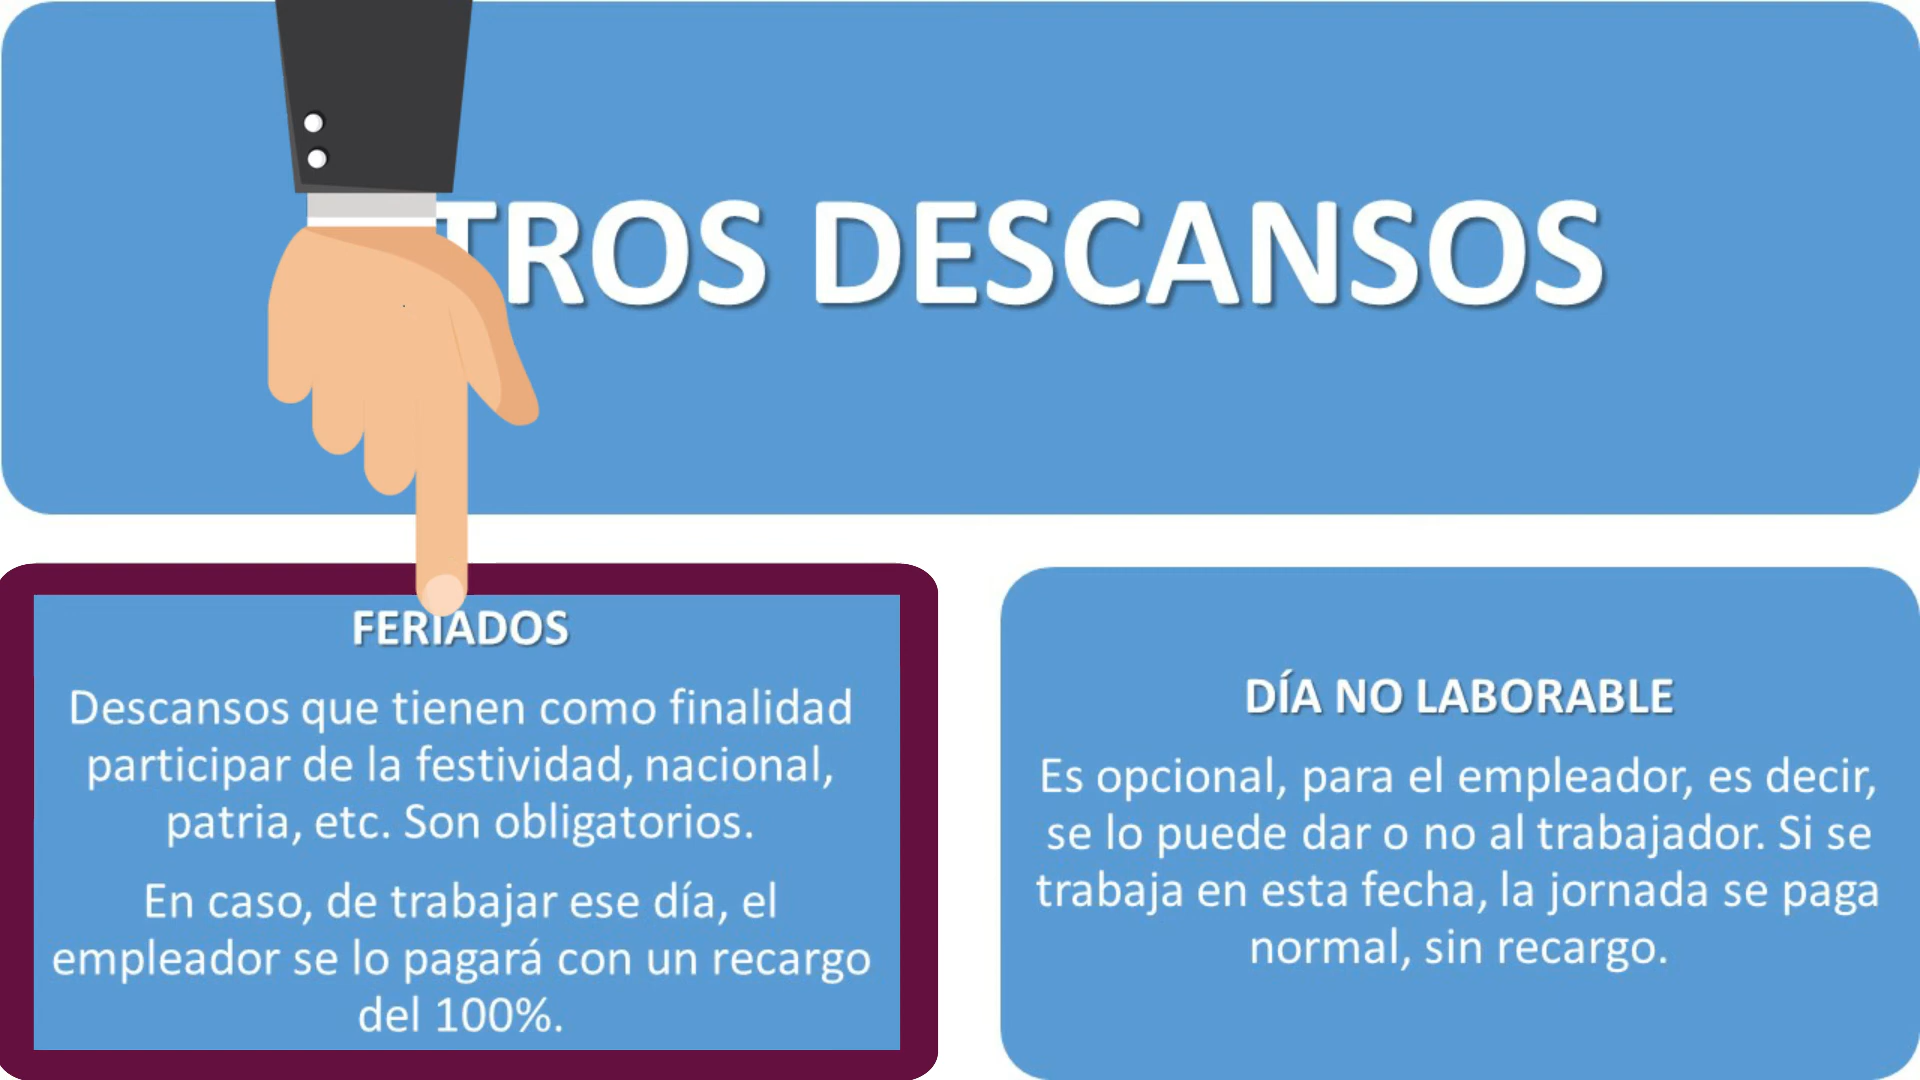 TROS DESCANSOS
FERIADOS
Descansos que tienen como finalidad
participar de la festividad, nacional,
patria, etc. Son obligatorios.
En caso, de trabajar ese día, el
empleador se lo pagará con un recargo
del 100%.
DÍA NO LABORABLE
Es opcional, para el empleador, es decir,
se lo puede dar o no al trabajador. Si se
trabaja en esta fecha, la jornada se paga
normal, sin recargo.